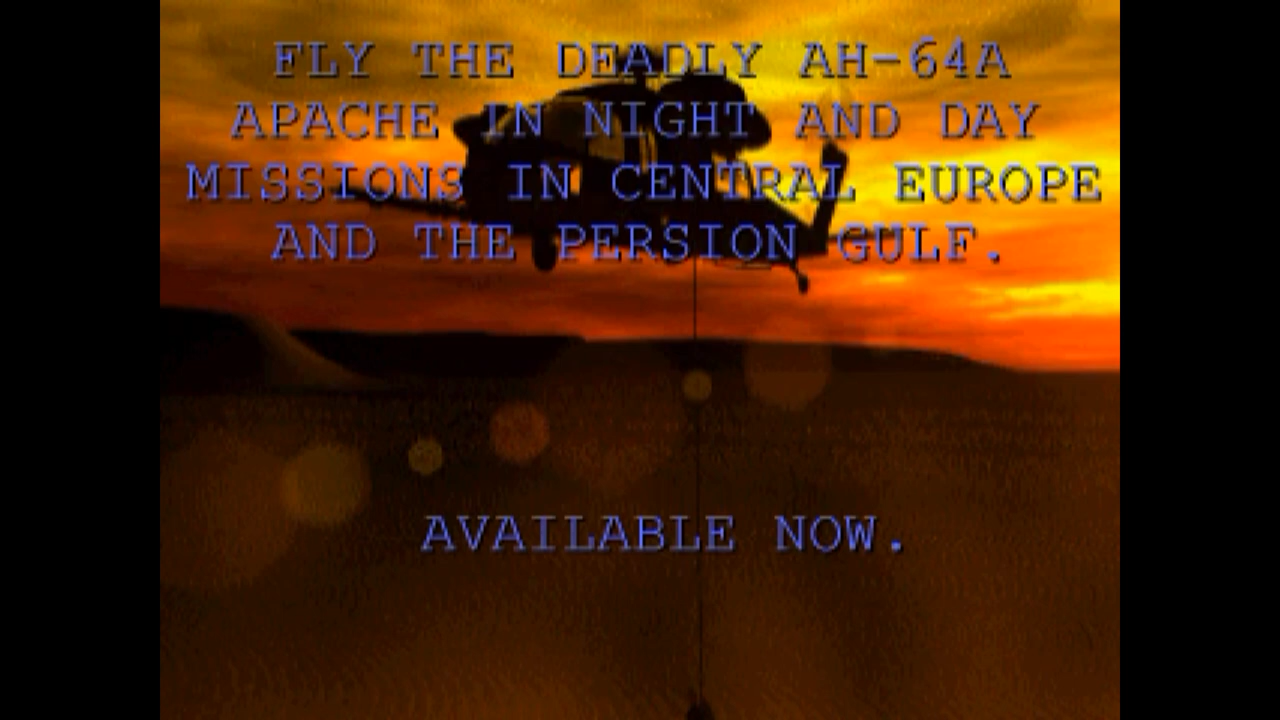 FLY THE DEADLY AH-64A
APACHE IN NIGHT AND DAY
MISSIONS IN CENTRAL EUROPE
AND THE PERSION GULF.
AVAILABLE NOW.